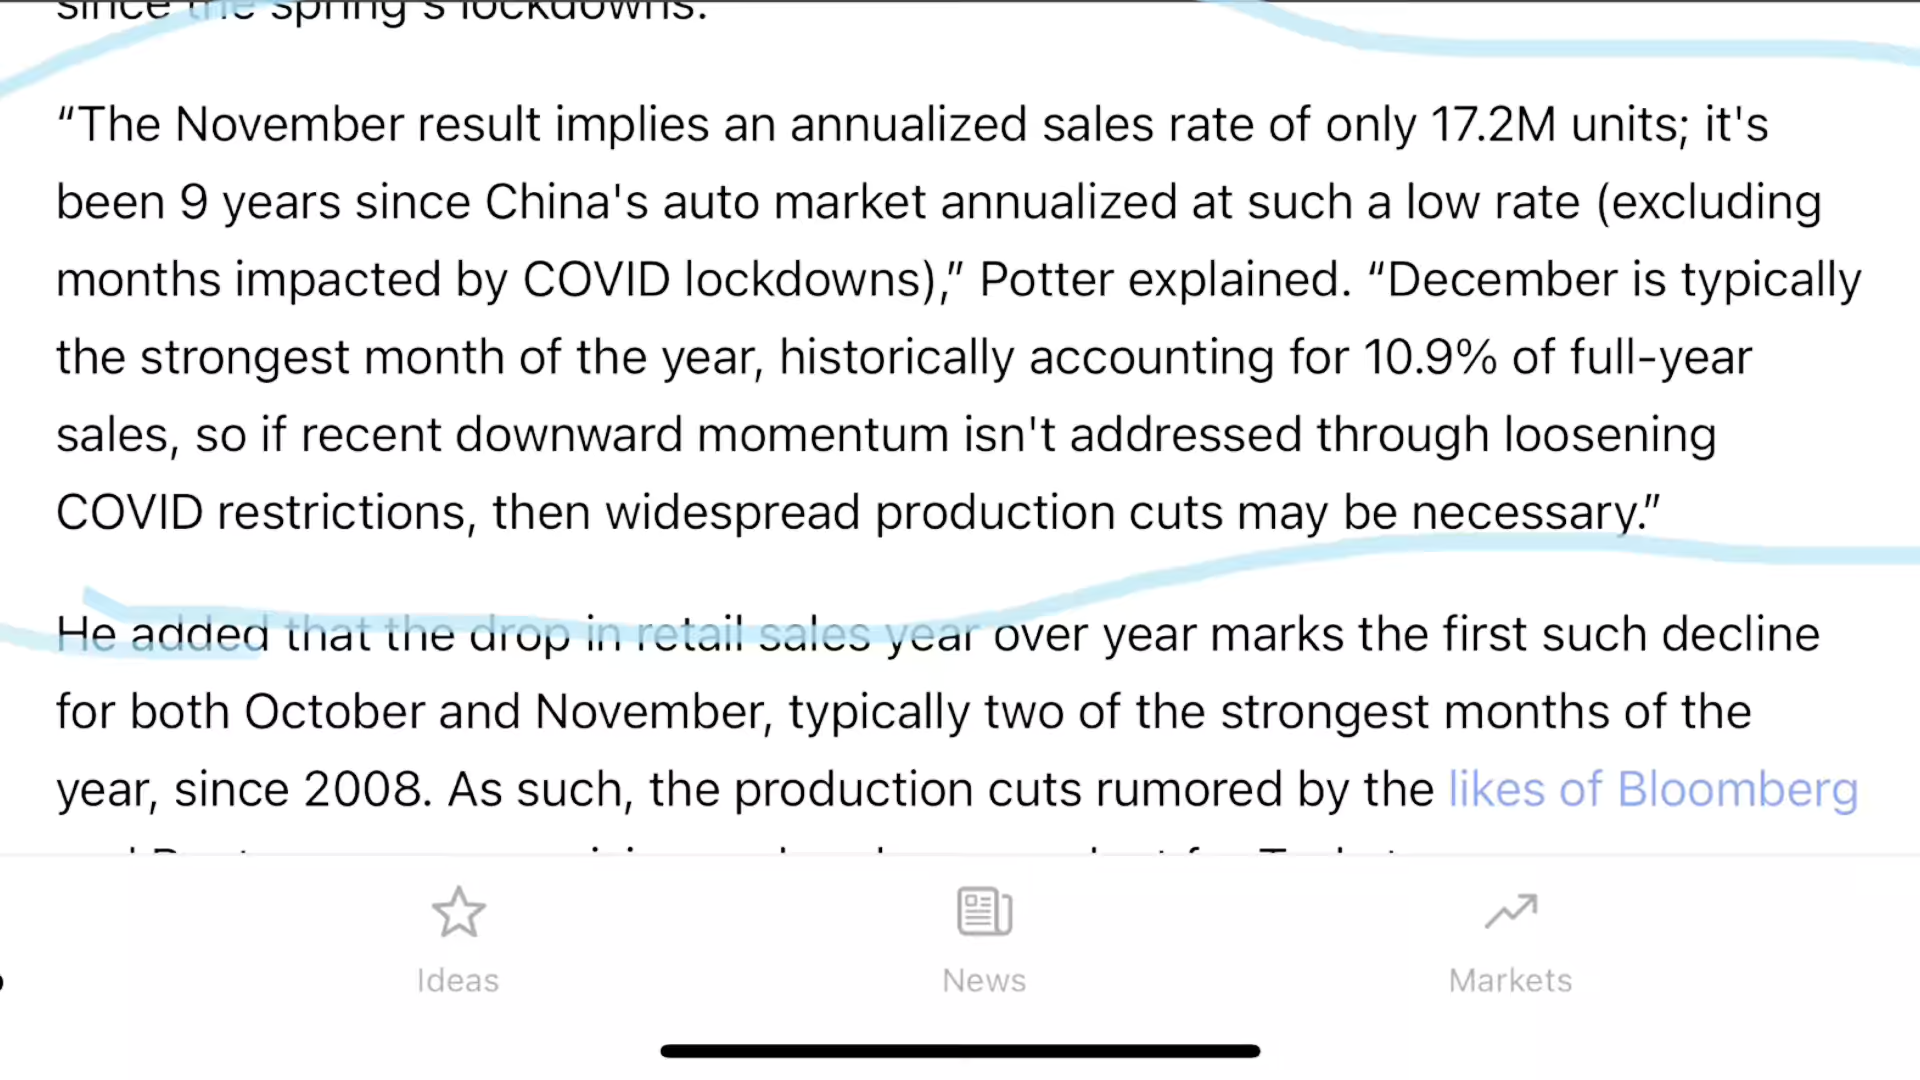 since the spring's lockdowns.
“The November result implies an annualized sales rate of only 17.2M units; it's
been 9 years since China's auto market annualized at such a low rate (excluding
months impacted by COVID lockdowns),” Potter explained. “December is typically
the strongest month of the year, historically accounting for 10.9% of full-year
sales, so if recent downward momentum isn't addressed through loosening
COVID restrictions, then widespread production cuts may be necessary.”
He added that the drop in retail sales year over year marks the first such decline
for both October and November, typically two of the strongest months of the
year, since 2008. As such, the production cuts rumored by the likes of Bloomberg
Ideas
News
Markets